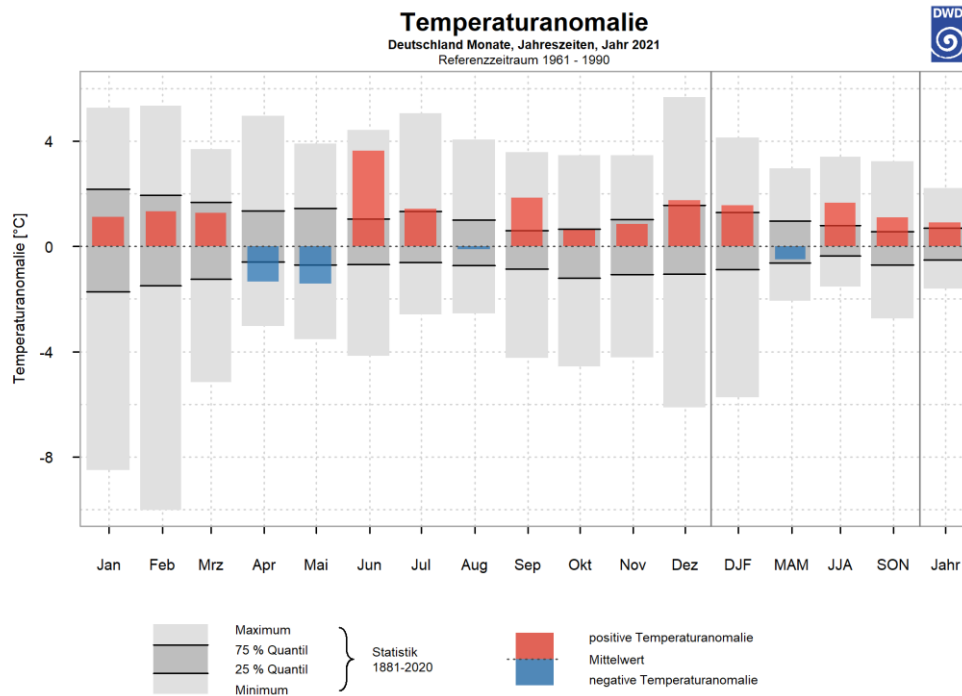 Temperaturanomalie
Deutschland Monate, Jahreszeiten, Jahr 2021
Referenzzeitraum 1961 - 1990
DWD
Temperaturanomalie [°C]
4
0
-4
-8
Jan Feb Mrz Apr Mai Jun Jul Aug Sep Okt Nov Dez DJF MAM JJA SON Jahr
Maximum
75 % Quantil
25 % Quantil
Minimum
Statistik
1881-2020
positive Temperaturanomalie
Mittelwert
negative Temperaturanomalie